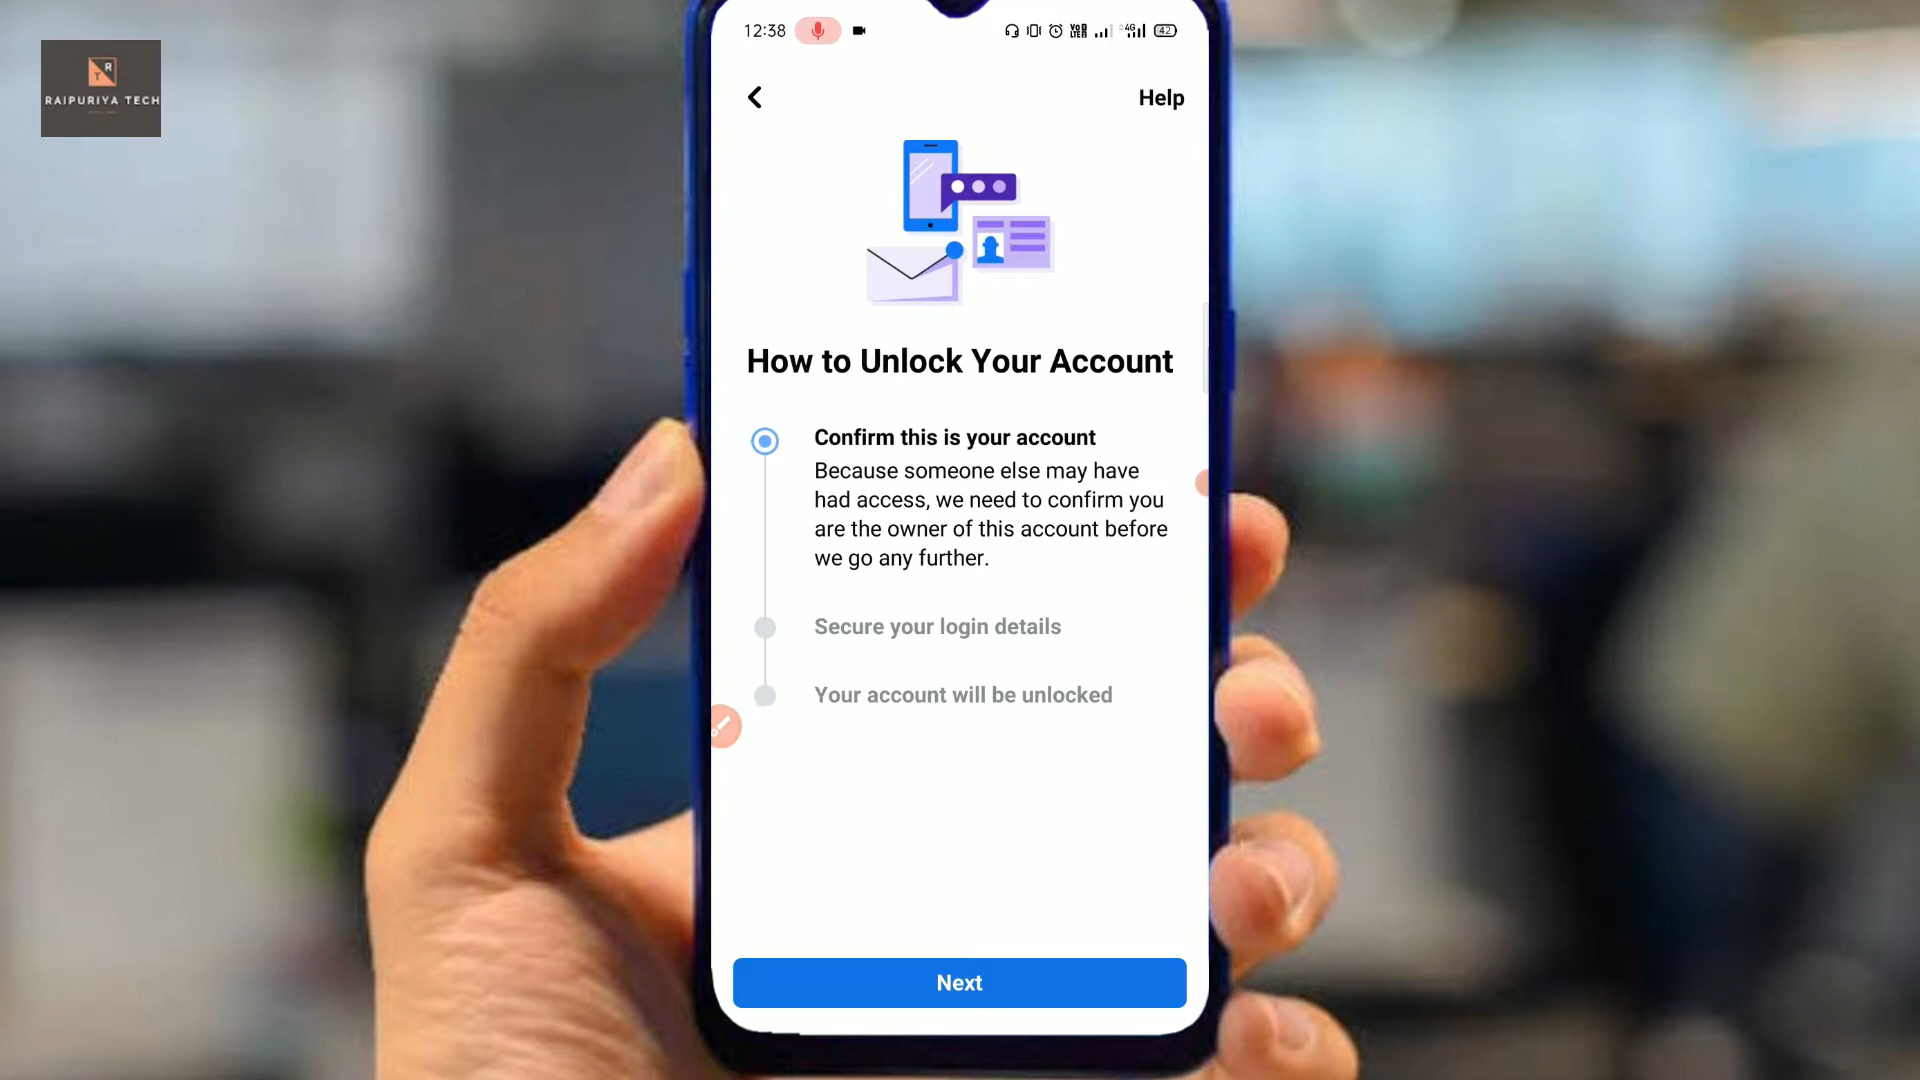 RAIPURIYA TECH
12:38
42
Help
How to Unlock Your Account
Confirm this is your account
Because someone else may have
had access, we need to confirm you
are the owner of this account before
we go any further.
Secure your login details
Your account will be unlocked
Next